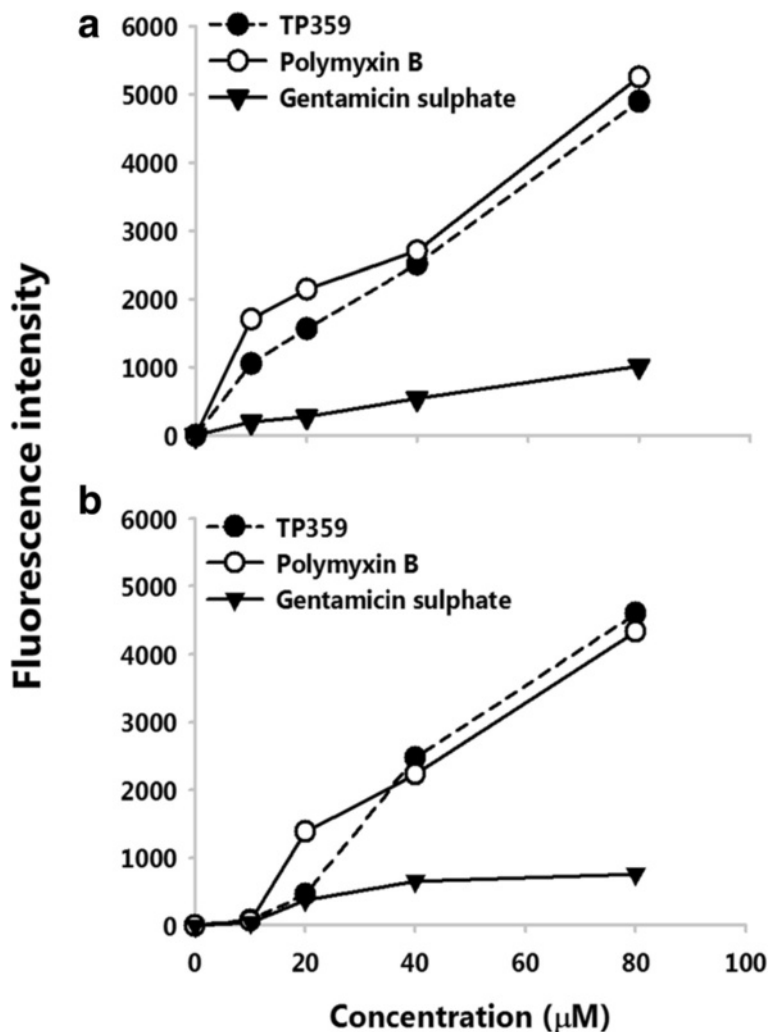 a
6000
TP359
Polymyxin B
5000
Gentamicin sulphate
4000
3000
2000
1000
0
Fluorescence intensity
b
6000
TP359
5000
Polymyxin B
Gentamicin sulphate
4000
3000
2000
1000
0
0 20 40 60 80 100
Concentration (μM)